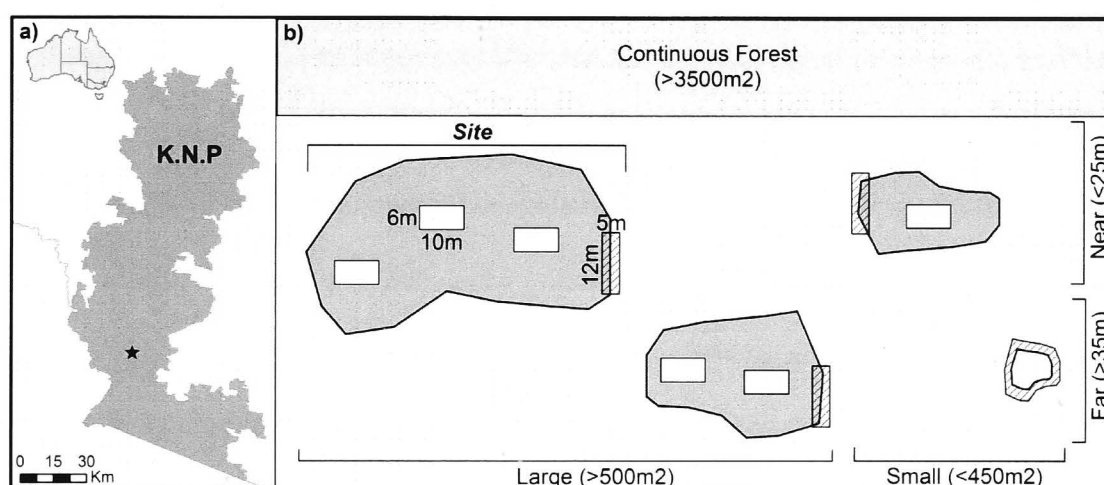 a)
K.N.P
0 15 30
Km
b)
Continuous Forest
(>3500m2)
Site
6m
10m
5m
12m
Near (<25m)
Far (>35m)
Large (>500m2)
Small (<450m2)